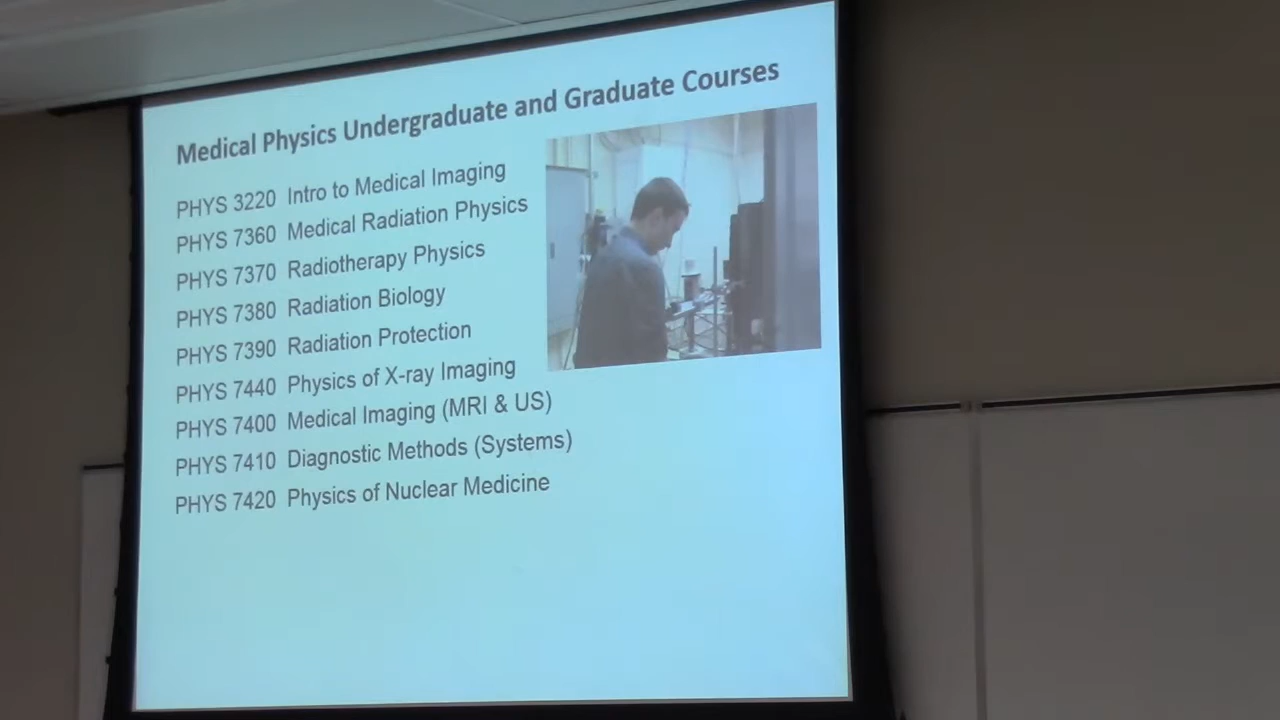 Medical Physics Undergraduate and Graduate Courses
PHYS 3220 Intro to Medical Imaging
PHYS 7360 Medical Radiation Physics
PHYS 7370 Radiotherapy Physics
PHYS 7380 Radiation Biology
PHYS 7390 Radiation Protection
PHYS 7440 Physics of X-ray Imaging
PHYS 7400 Medical Imaging (MRI & US)
PHYS 7410 Diagnostic Methods (Systems)
PHYS 7420 Physics of Nuclear Medicine